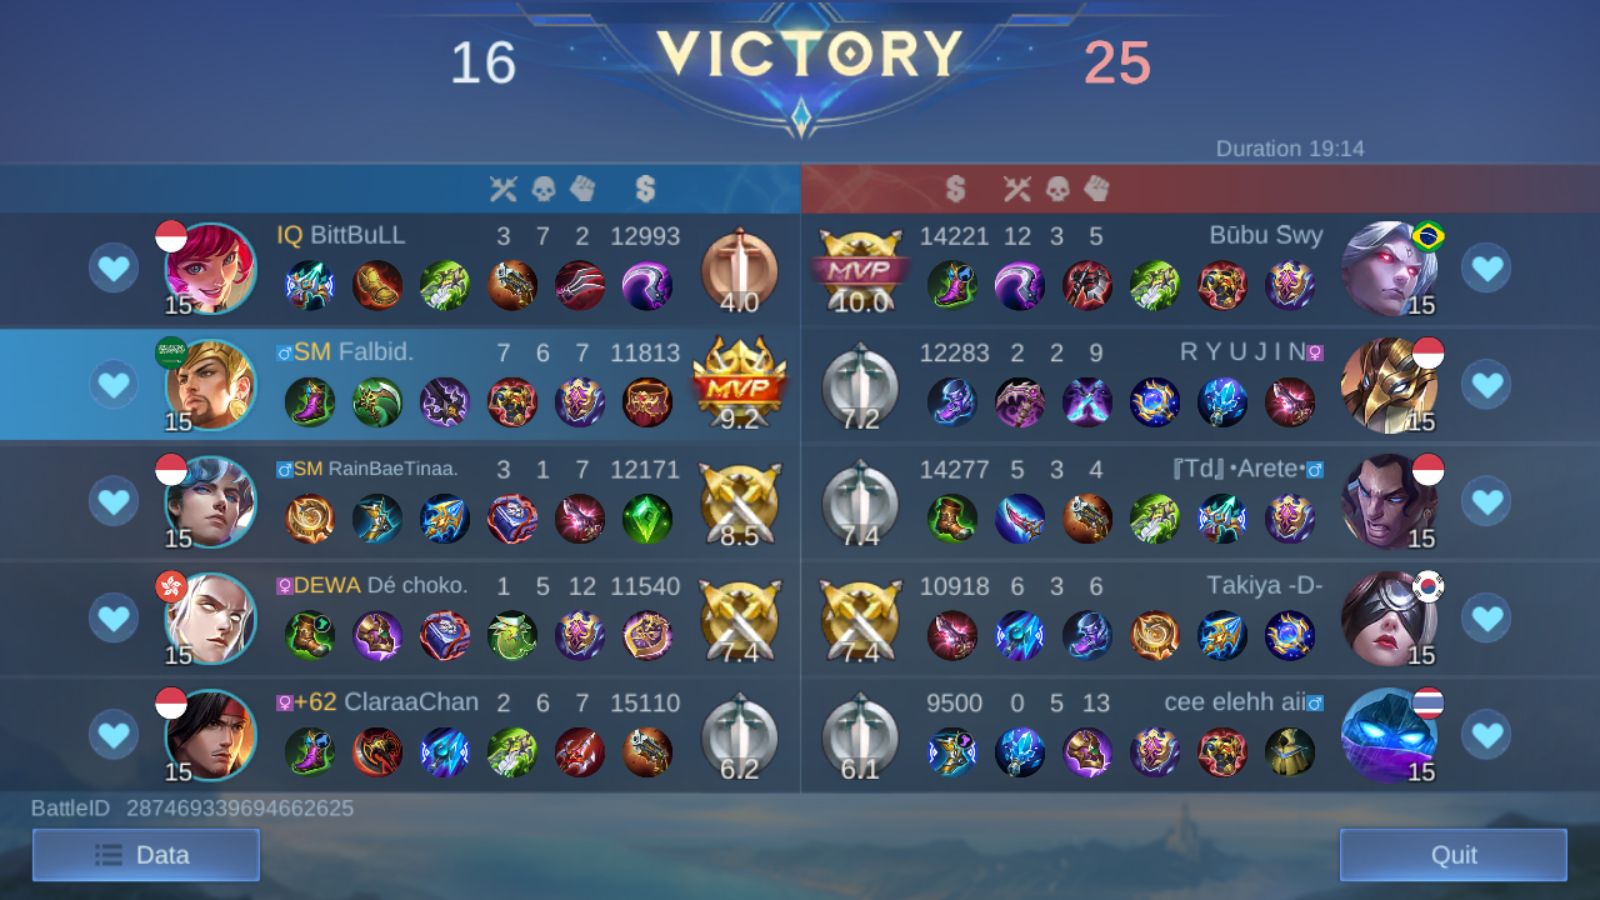 16 VICTORY 25
Duration 19:14
IQ BittBuLL 3 7 2 12993
15 4.0
MVP 10.0 14221 12 3 5 Būbu Swy
15
SM Falbid. 7 6 7 11813
15 MVP 9.2
7.2 12283 2 2 9 R Y U J I N
15
SM RainBaeTinaa. 3 1 7 12171
15 8.5
7.4 14277 5 3 4 『Td』•Arete•
15
DEWA Dé choko. 1 5 12 11540
15 7.4
7.4 10918 6 3 6 Takiya -D-
15
+62 ClaraaChan 2 6 7 15110
15 6.2
6.1 9500 0 5 13 cee elehh aii
15
BattleID 287469339694662625
Data
Quit